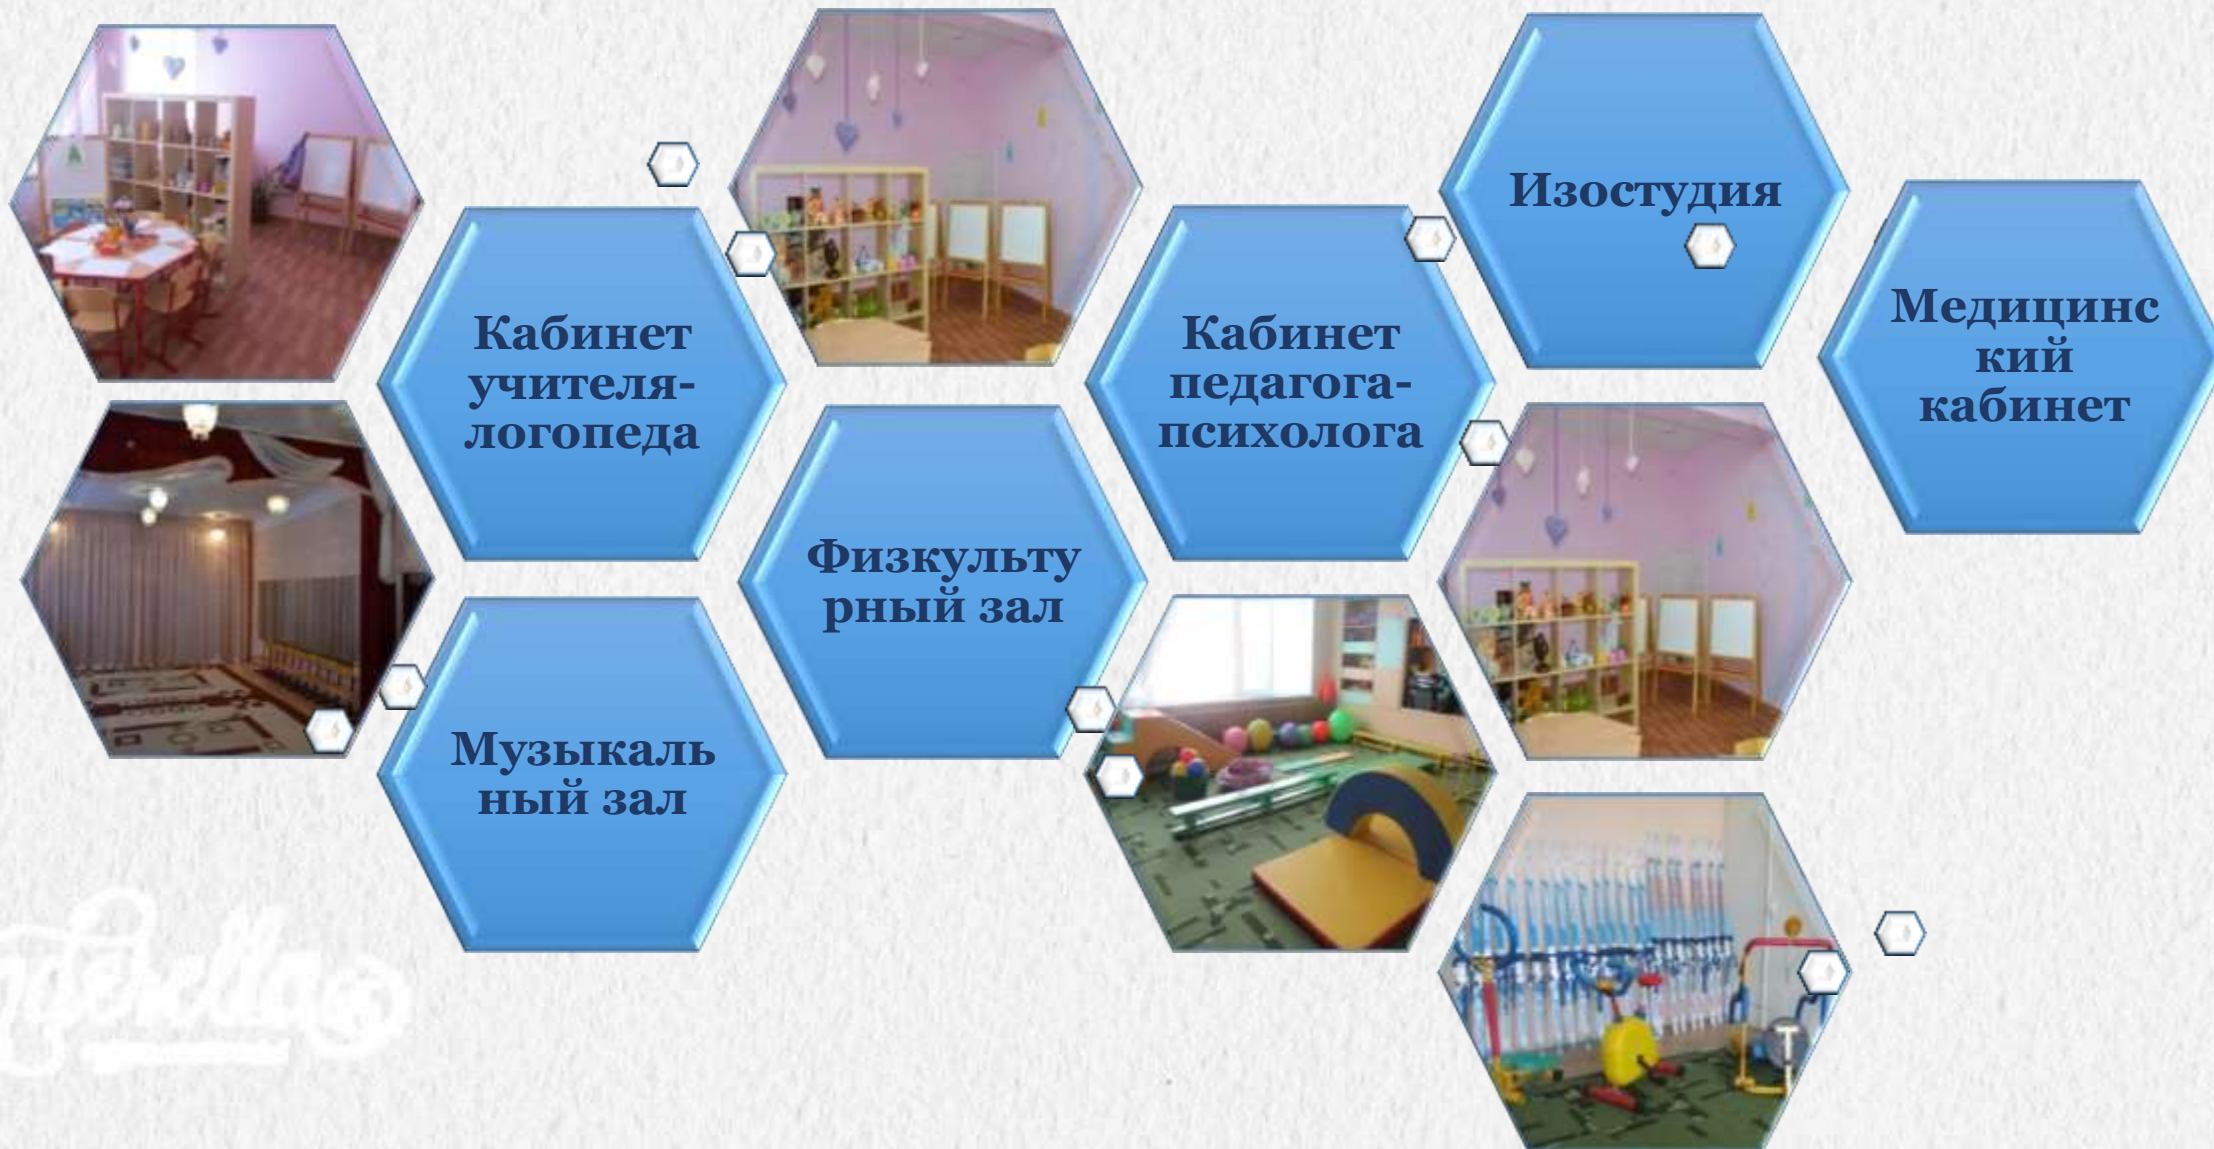 Кабинет
учителя-
логопеда
Музыкаль
ный зал
Физкульту
рный зал
Кабинет
педагога-
психолога
Изостудия
Медицинс
кий
кабинет